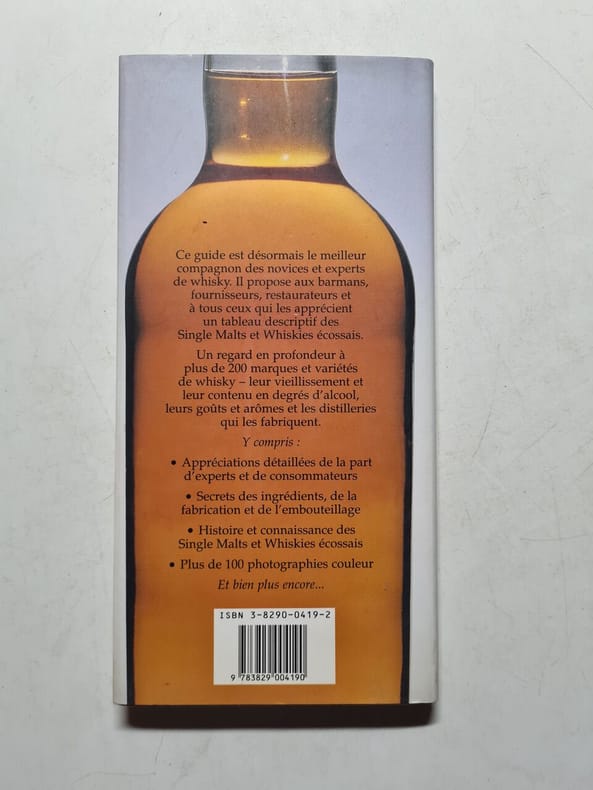 Ce guide est désormais le meilleur
compagnon des novices et experts
de whisky. Il propose aux barmans,
fournisseurs, restaurateurs et
à tous ceux qui les apprécient
un tableau descriptif des
Single Malts et Whiskies écossais.
Un regard en profondeur à
plus de 200 marques et variétés
de whisky – leur vieillissement et
leur contenu en degrés d'alcool,
leurs goûts et arômes et les distilleries
qui les fabriquent.
Y compris :
• Appréciations détaillées de la part
d'experts et de consommateurs
• Secrets des ingrédients, de la
fabrication et de l'embouteillage
• Histoire et connaissance des
Single Malts et Whiskies écossais
• Plus de 100 photographies couleur
Et bien plus encore...
ISBN 3-8290-0419-2
9 783829 004190